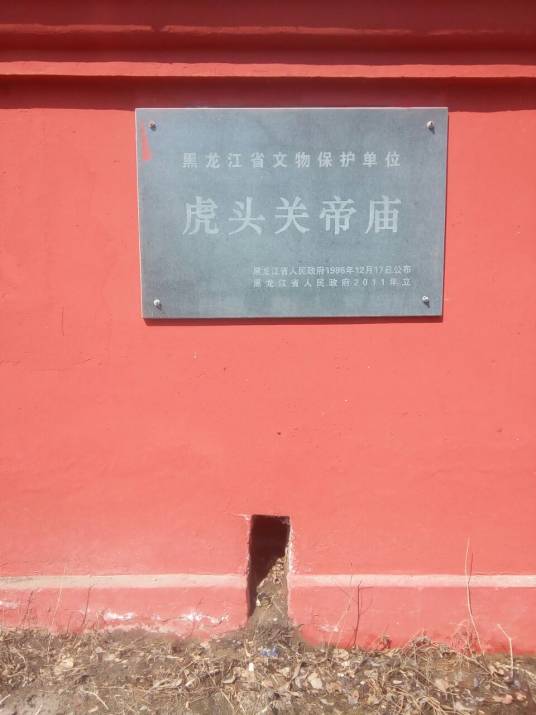 黑龙江省文物保护单位
虎头关帝庙
黑龙江省人民政府1986年12月17日公布
黑龙江省人民政府2011年立